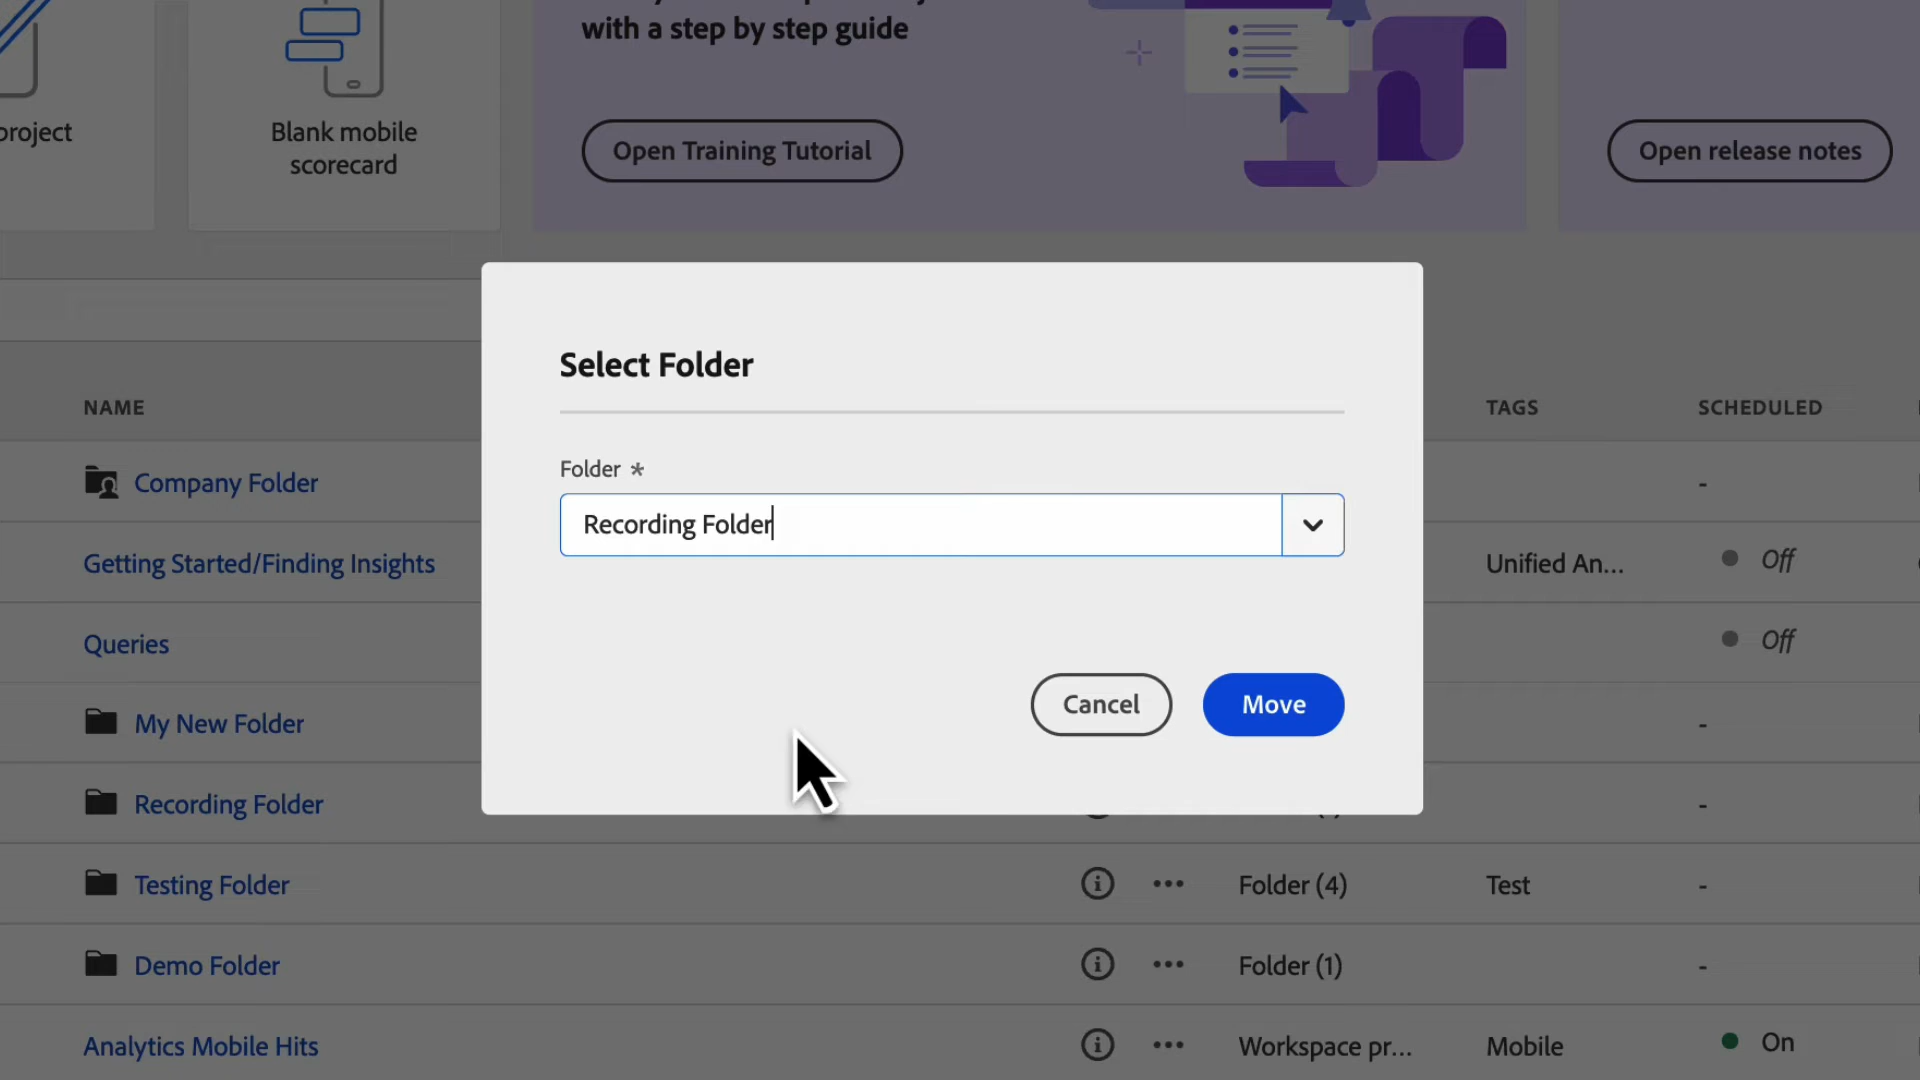 with a step by step guide
project
Blank mobile
scorecard
Open Training Tutorial
Open release notes
Select Folder
Folder *
Recording Folder
Cancel
Move
NAME
TAGS
SCHEDULED
Company Folder
-
Getting Started/Finding Insights
Unified An...
Off
Queries
Off
My New Folder
-
Recording Folder
-
Testing Folder
Folder (4)
Test
-
Demo Folder
Folder (1)
-
Analytics Mobile Hits
Workspace pr...
Mobile
On